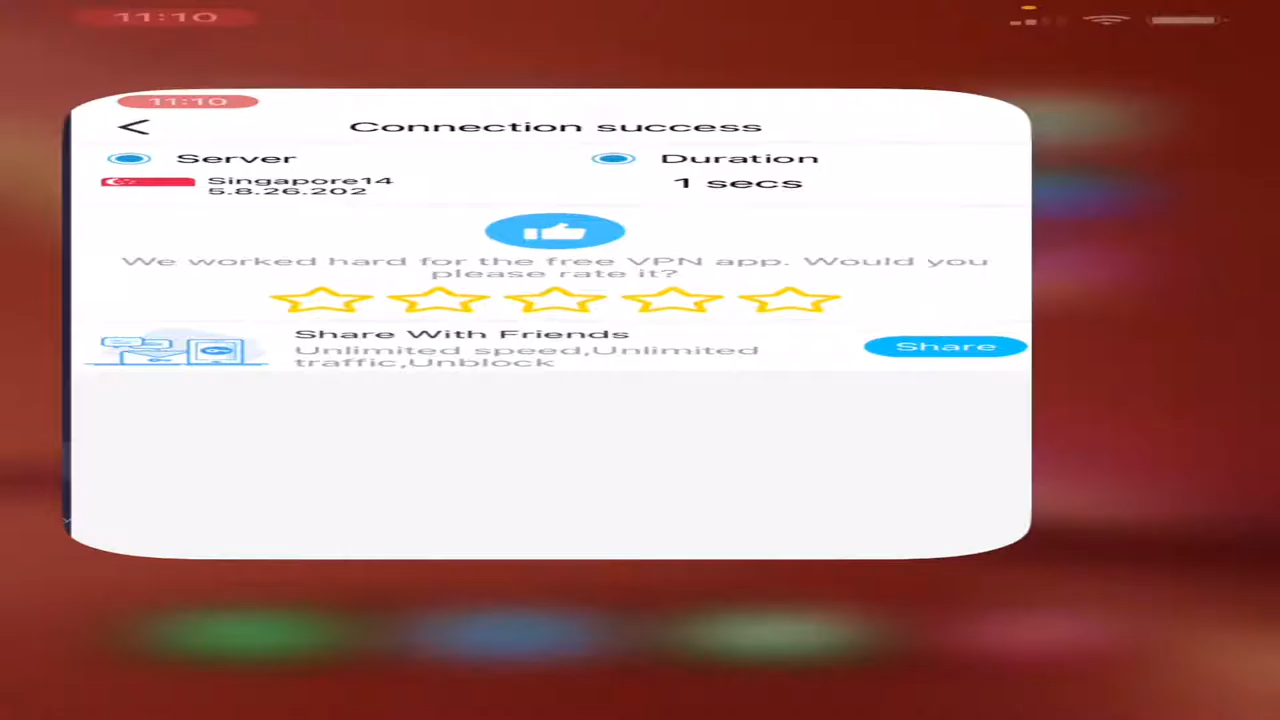 11:10
11:10
Connection success
Server
Duration
Singapore14
5.8.26.202
1 secs
We worked hard for the free VPN app. Would you
please rate it?
Share With Friends
Unlimited speed,Unlimited
traffic,Unblock
Share